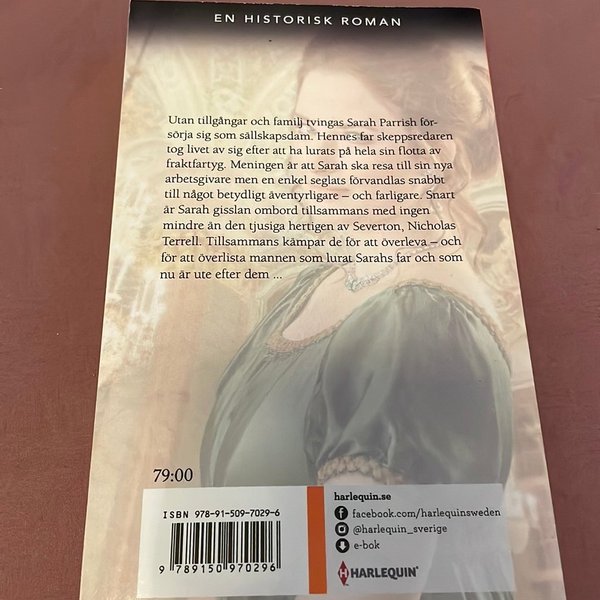 EN HISTORISK ROMAN
Utan tillgångar och familj tvingas Sarah Parrish för-
sörja sig som sällskapsdam. Hennes far skeppsredaren
tog livet av sig efter att ha lurats på hela sin flotta av
fraktfartyg. Meningen är att Sarah ska resa till sin nya
arbetsgivare men en enkel seglats förvandlas snabbt
till något betydligt äventyrligare – och farligare. Snart
är Sarah gisslan ombord tillsammans med ingen
mindre än den tjusiga hertigen av Severton, Nicholas
Terrell. Tillsammans kämpar de för att överleva – och
för att överlista mannen som lurat Sarahs far och som
nu är ute efter dem ...
79:00
ISBN 978-91-509-7029-6
9 789150 970296
harlequin.se
facebook.com/harlequinsweden
@harlequin_sverige
e-bok
HARLEQUIN™